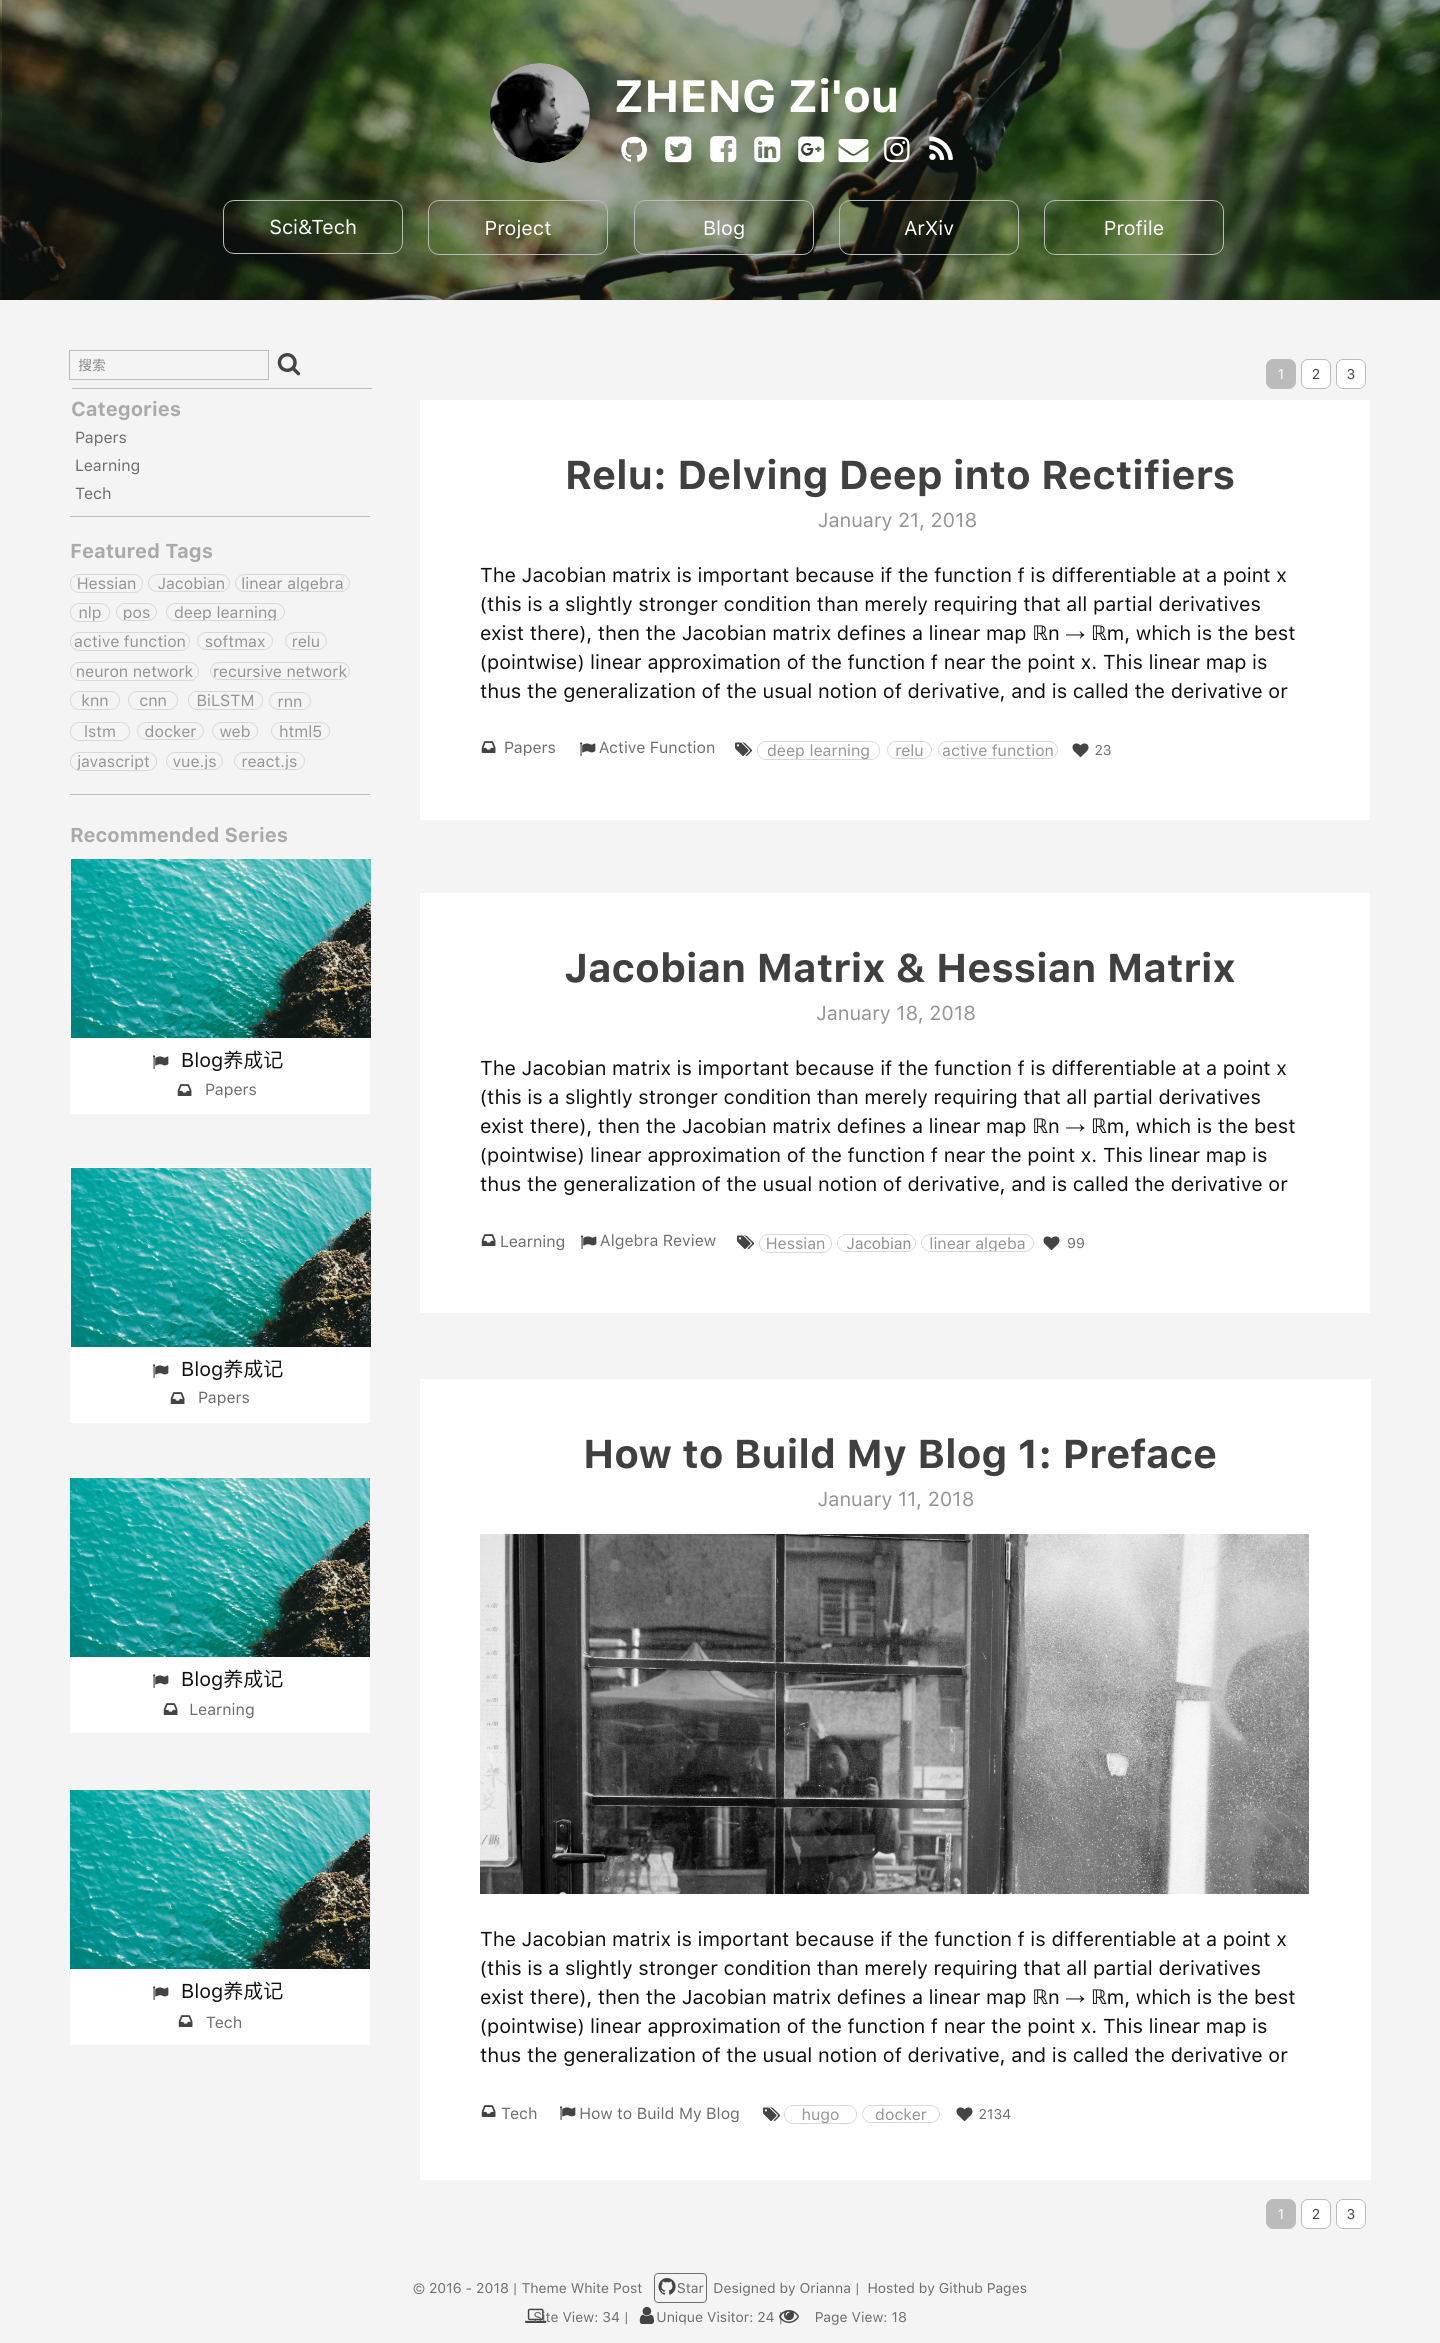 ZHENG Zi'ou
Sci&Tech Project Blog ArXiv Profile
搜索
Categories
Papers
Learning
Tech
Featured Tags
Hessian Jacobian linear algebra
nlp pos deep learning
active function softmax relu
neuron network recursive network
knn cnn BiLSTM rnn
lstm docker web html5
javascript vue.js react.js
Recommended Series
Blog养成记
Papers
Blog养成记
Papers
Blog养成记
Learning
Blog养成记
Tech
1 2 3
Relu: Delving Deep into Rectifiers
January 21, 2018
The Jacobian matrix is important because if the function f is differentiable at a point x
(this is a slightly stronger condition than merely requiring that all partial derivatives
exist there), then the Jacobian matrix defines a linear map ℝn → ℝm, which is the best
(pointwise) linear approximation of the function f near the point x. This linear map is
thus the generalization of the usual notion of derivative, and is called the derivative or
Papers Active Function deep learning relu active function 23
Jacobian Matrix & Hessian Matrix
January 18, 2018
The Jacobian matrix is important because if the function f is differentiable at a point x
(this is a slightly stronger condition than merely requiring that all partial derivatives
exist there), then the Jacobian matrix defines a linear map ℝn → ℝm, which is the best
(pointwise) linear approximation of the function f near the point x. This linear map is
thus the generalization of the usual notion of derivative, and is called the derivative or
Learning Algebra Review Hessian Jacobian linear algeba 99
How to Build My Blog 1: Preface
January 11, 2018
The Jacobian matrix is important because if the function f is differentiable at a point x
(this is a slightly stronger condition than merely requiring that all partial derivatives
exist there), then the Jacobian matrix defines a linear map ℝn → ℝm, which is the best
(pointwise) linear approximation of the function f near the point x. This linear map is
thus the generalization of the usual notion of derivative, and is called the derivative or
Tech How to Build My Blog hugo docker 2134
1 2 3
© 2016 - 2018 | Theme White Post Star Designed by Orianna | Hosted by Github Pages
Site View: 34 | Unique Visitor: 24 | Page View: 18